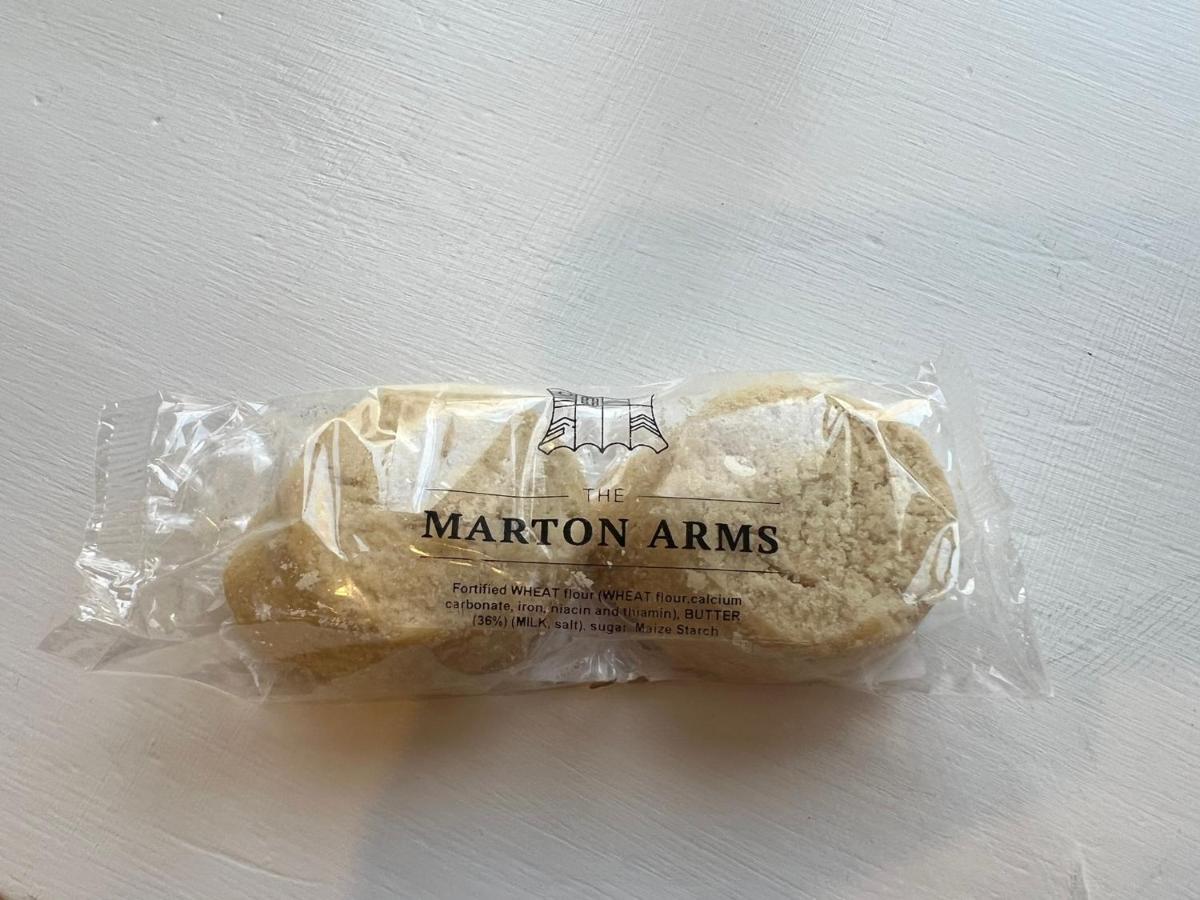 THE
MARTON ARMS
Fortified WHEAT flour (WHEAT flour,calcium
carbonate, iron, niacin and thiamin), BUTTER
(36%) (MILK, salt), sugar, Maize Starch